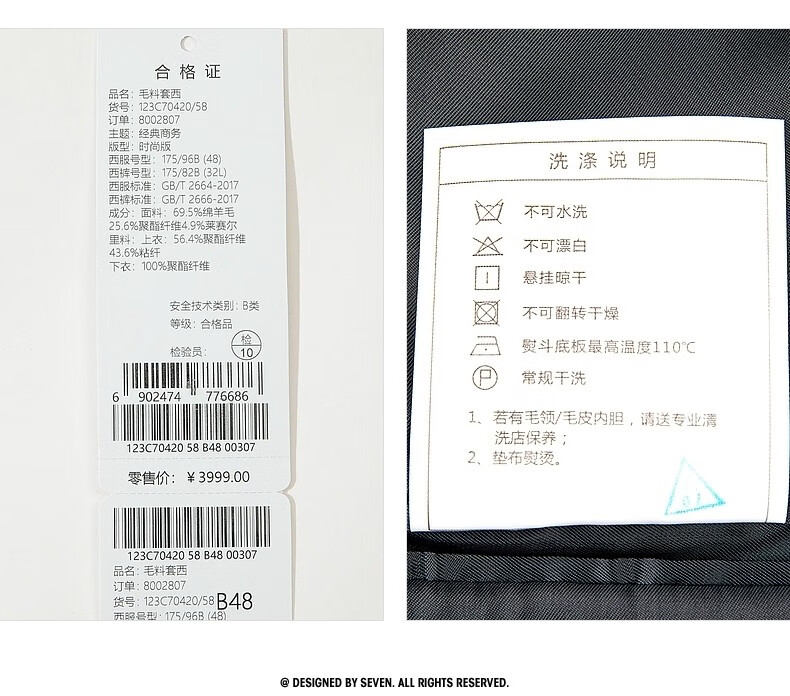 合格证
品名：毛料套西
货号：123C70420/58
订单：8002807
主题：经典商务
版型：时尚版
西服号型：175/96B (48)
西裤号型：175/82B (32L)
西服标准：GB/T 2664-2017
西裤标准：GB/T 2666-2017
成分：面料：69.5%绵羊毛
25.6%聚酯纤维4.9%莱赛尔
里料：上衣：56.4%聚酯纤维
43.6%粘纤
下衣：100%聚酯纤维
安全技术类别：B类
等级：合格品
检验员：
检
10
6 902474 776686
123C70420 58 B48 00307
零售价：￥3999.00
123C70420 58 B48 00307
品名：毛料套西
订单：8002807
货号：123C70420/58 B48
西服号型：175/96B (48)
洗涤说明
不可水洗
不可漂白
悬挂晾干
不可翻转干燥
熨斗底板最高温度110℃
P 常规干洗
1、若有毛领/毛皮内胆，请送专业清
洗店保养；
2、垫布熨烫。
@ DESIGNED BY SEVEN. ALL RIGHTS RESERVED.